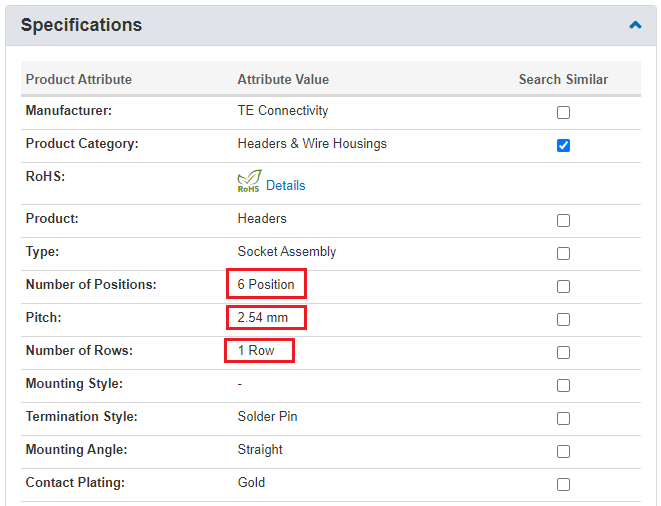 Specifications
Product Attribute Attribute Value Search Similar
Manufacturer: TE Connectivity
Product Category: Headers & Wire Housings
RoHS: RoHS Details
Product: Headers
Type: Socket Assembly
Number of Positions: 6 Position
Pitch: 2.54 mm
Number of Rows: 1 Row
Mounting Style: -
Termination Style: Solder Pin
Mounting Angle: Straight
Contact Plating: Gold